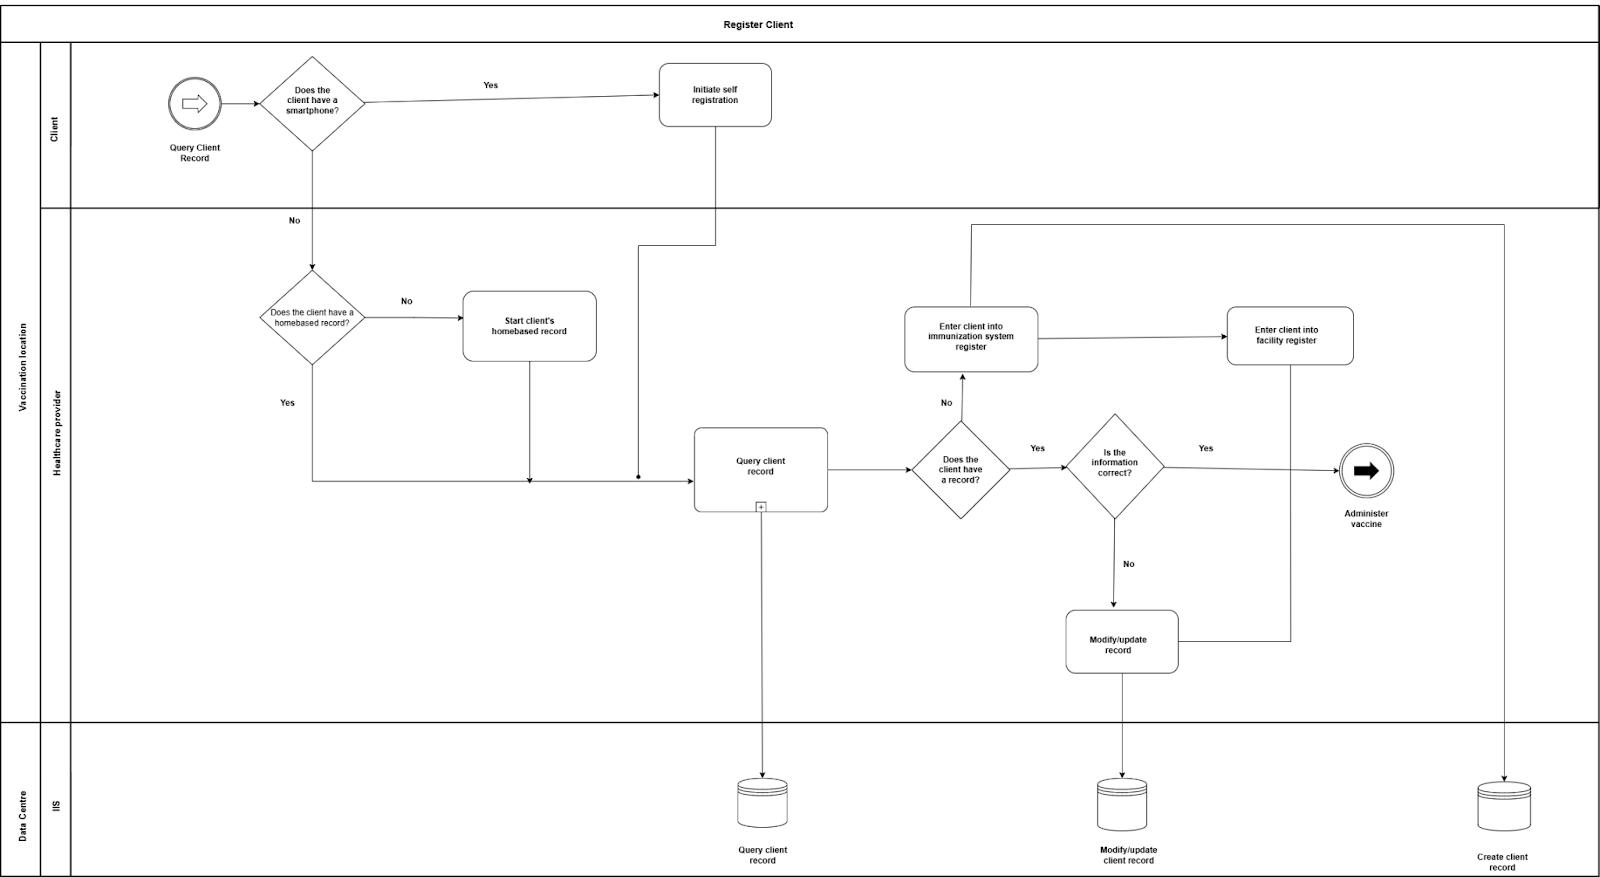 Register Client
Vaccination location
Client
Query Client
Record
Does the
client have a
smartphone?
Yes
Initiate self
registration
No
Healthcare provider
Does the client have a
homebased record?
No
Start client's
homebased record
Yes
Query client
record
Does the
client have
a record?
No
Enter client into
immunization system
register
Enter client into
facility register
Yes
Is the
information
correct?
Yes
Administer
vaccine
No
Modify/update
record
Data Centre
IIS
Query client
record
Modify/update
client record
Create client
record